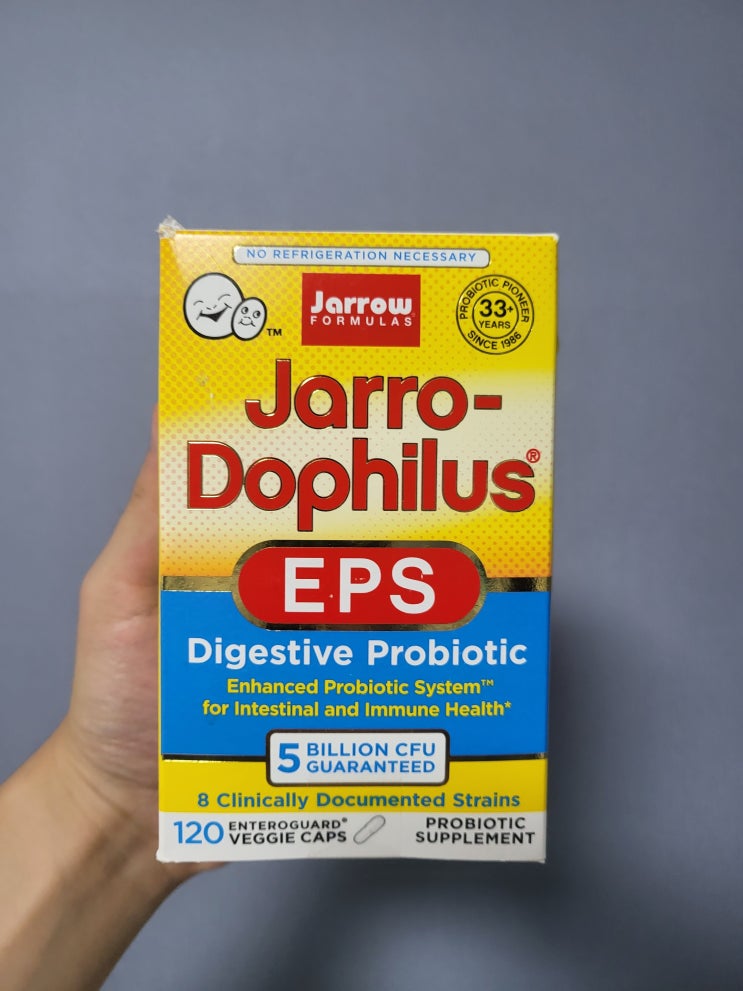 NO REFRIGERATION NECESSARY
TM
Jarrow
FORMULAS
PROBIOTIC PIONEER
33+
YEARS
SINCE 1986
Jarro-
Dophilus®
EPS
Digestive Probiotic
Enhanced Probiotic System™
for Intestinal and Immune Health*
5 BILLION CFU
GUARANTEED
8 Clinically Documented Strains
120 ENTEROGUARD®
VEGGIE CAPS
PROBIOTIC
SUPPLEMENT